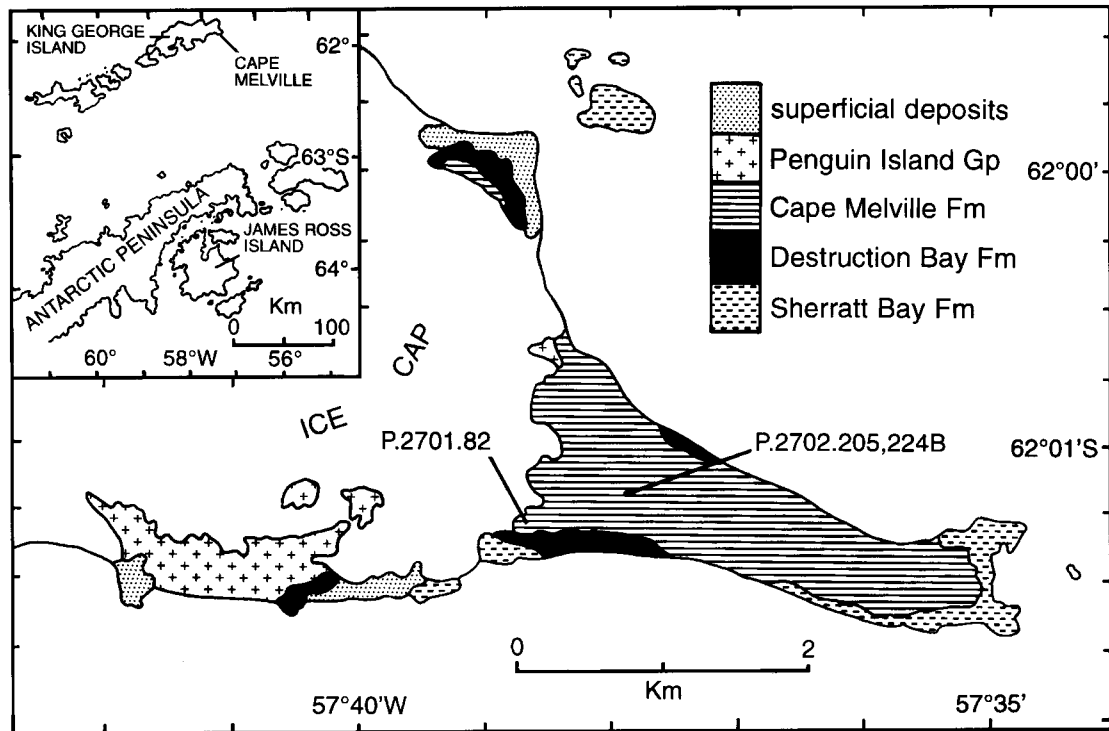 KING GEORGE
ISLAND
CAPE
MELVILLE
62°
63°S
ANTARCTIC PENINSULA
JAMES ROSS
ISLAND
64°
Km
0 100
60° 58°W 56°
superficial deposits
Penguin Island Gp
Cape Melville Fm
Destruction Bay Fm
Sherratt Bay Fm
62°00'
ICE CAP
P.2701.82
P.2702.205,224B
62°01'S
0 2
Km
57°40'W
57°35'